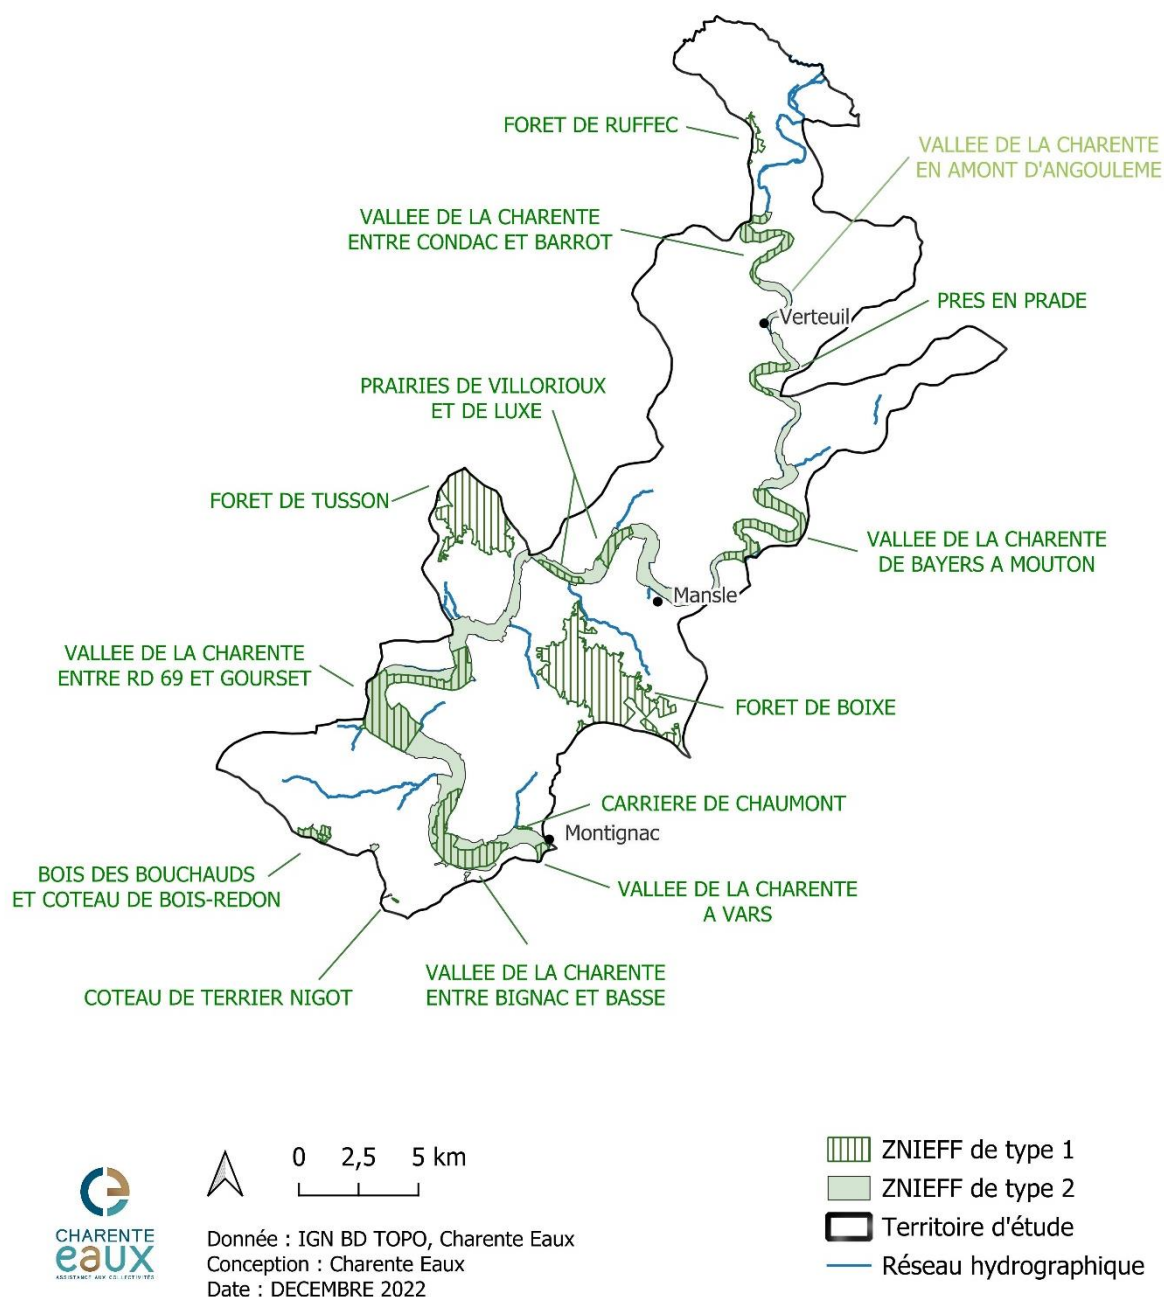 FORET DE RUFFEC
VALLEE DE LA CHARENTE
EN AMONT D'ANGOULEME
VALLEE DE LA CHARENTE
ENTRE CONDAC ET BARROT
PRES EN PRADE
Verteuil
PRAIRIES DE VILLORIOUX
ET DE LUXE
FORET DE TUSSON
VALLEE DE LA CHARENTE
DE BAYERS A MOUTON
Mansle
VALLEE DE LA CHARENTE
ENTRE RD 69 ET GOURSET
FORET DE BOIXE
CARRIERE DE CHAUMONT
Montignac
BOIS DES BOUCHAUDS
ET COTEAU DE BOIS-REDON
VALLEE DE LA CHARENTE
A VARS
VALLEE DE LA CHARENTE
ENTRE BIGNAC ET BASSE
COTEAU DE TERRIER NIGOT
0 2,5 5 km
CHARENTE
eaux
ASSISTANCE AUX COLLECTIVITÉS
Donnée : IGN BD TOPO, Charente Eaux
Conception : Charente Eaux
Date : DECEMBRE 2022
ZNIEFF de type 1
ZNIEFF de type 2
Territoire d'étude
Réseau hydrographique